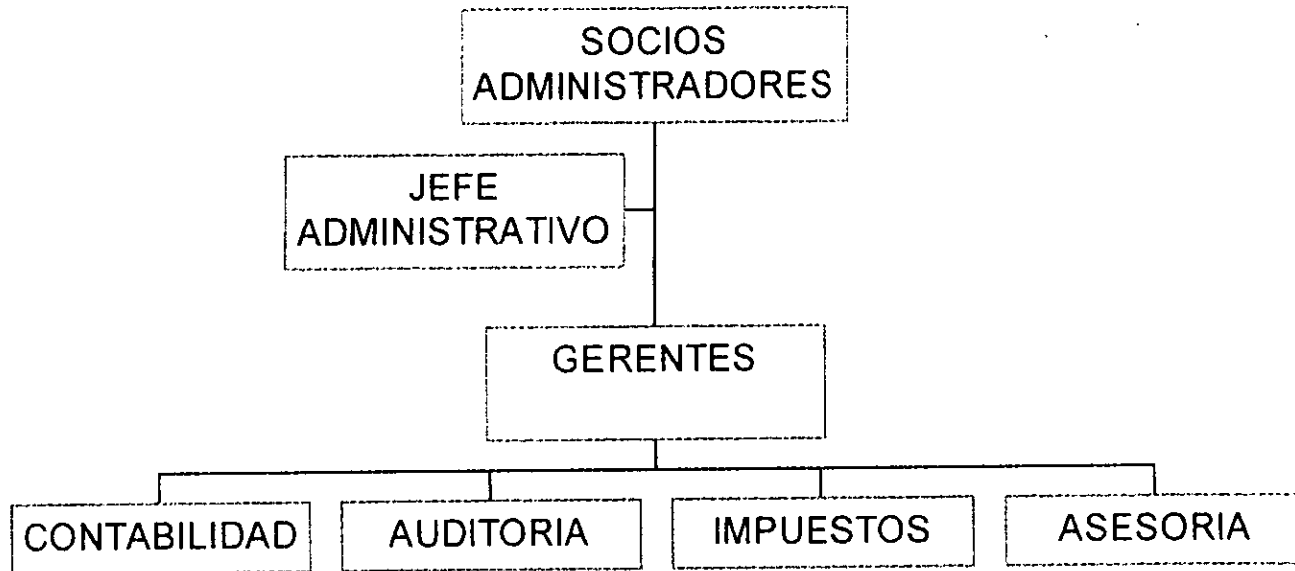 SOCIOS
ADMINISTRADORES
JEFE
ADMINISTRATIVO
GERENTES
CONTABILIDAD
AUDITORIA
IMPUESTOS
ASESORIA